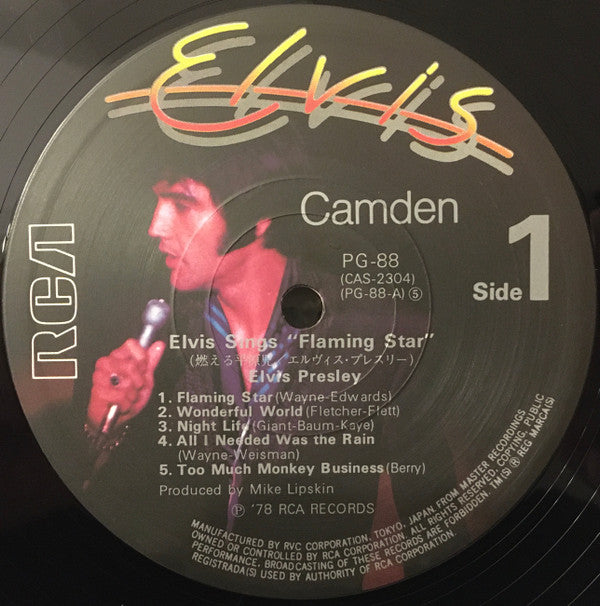 Elvis
Camden
RCA
PG-88
(CAS-2304)
(PG-88-A) ⑤
Side 1
Elvis Sings "Flaming Star"
(燃える平原児/エルヴィス・プレスリー)
Elvis Presley
1. Flaming Star (Wayne-Edwards)
2. Wonderful World (Fletcher-Flett)
3. Night Life (Giant-Baum-Kaye)
4. All I Needed Was the Rain
(Wayne-Weisman)
5. Too Much Monkey Business (Berry)
Produced by Mike Lipskin
Ⓟ '78 RCA RECORDS
MANUFACTURED BY RVC CORPORATION, TOKYO, JAPAN, FROM MASTER RECORDINGS
OWNED OR CONTROLLED BY RCA CORPORATION. ALL RIGHTS RESERVED. COPYING, PUBLIC
PERFORMANCE, BROADCASTING OF THESE RECORDS ARE FORBIDDEN. TM(S) ® REG MARCA(S)
REGISTRADA(S) USED BY AUTHORITY OF RCA CORPORATION.